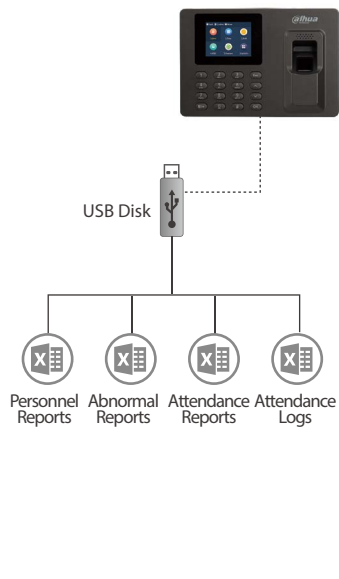 alhua
USB Disk
Personnel Reports
Abnormal Reports
Attendance Reports
Attendance Logs